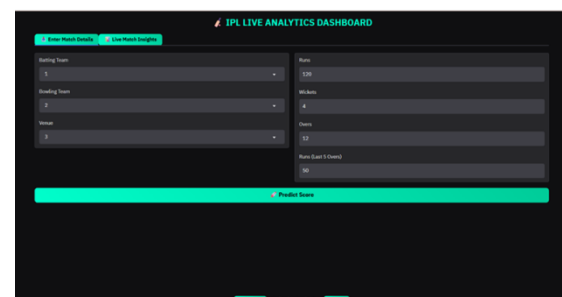 IPL LIVE ANALYTICS DASHBOARD
Enter Match Details
Live Match Insights
Batting Team
1
Bowling Team
2
Venue
3
Runs
120
Wickets
4
Overs
12
Runs (Last 5 Overs)
50
Predict Score